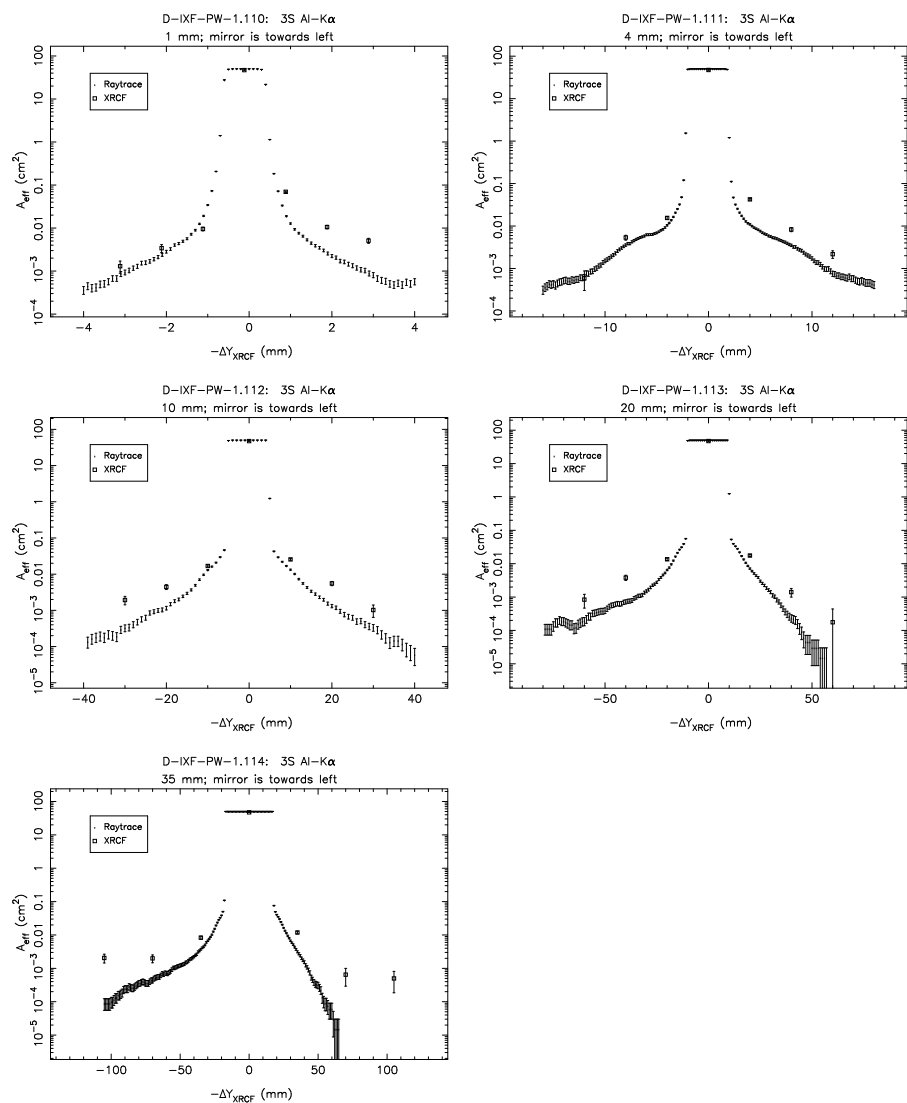 D-IXF-PW-1.110: 3S Al-Kα
1 mm; mirror is towards left
100
10
1
0.1
0.01
10⁻³
10⁻⁴
A_eff (cm²)
Raytrace
XRCF
-4
-2
0
2
4
-ΔY_XRCF (mm)
D-IXF-PW-1.111: 3S Al-Kα
4 mm; mirror is towards left
100
10
1
0.1
0.01
10⁻³
10⁻⁴
A_eff (cm²)
Raytrace
XRCF
-10
0
10
-ΔY_XRCF (mm)
D-IXF-PW-1.112: 3S Al-Kα
10 mm; mirror is towards left
100
10
1
0.1
0.01
10⁻³
10⁻⁴
10⁻⁵
A_eff (cm²)
Raytrace
XRCF
-40
-20
0
20
40
-ΔY_XRCF (mm)
D-IXF-PW-1.113: 3S Al-Kα
20 mm; mirror is towards left
100
10
1
0.1
0.01
10⁻³
10⁻⁴
10⁻⁵
A_eff (cm²)
Raytrace
XRCF
-50
0
50
-ΔY_XRCF (mm)
D-IXF-PW-1.114: 3S Al-Kα
35 mm; mirror is towards left
100
10
1
0.1
0.01
10⁻³
10⁻⁴
10⁻⁵
A_eff (cm²)
Raytrace
XRCF
-100
-50
0
50
100
-ΔY_XRCF (mm)